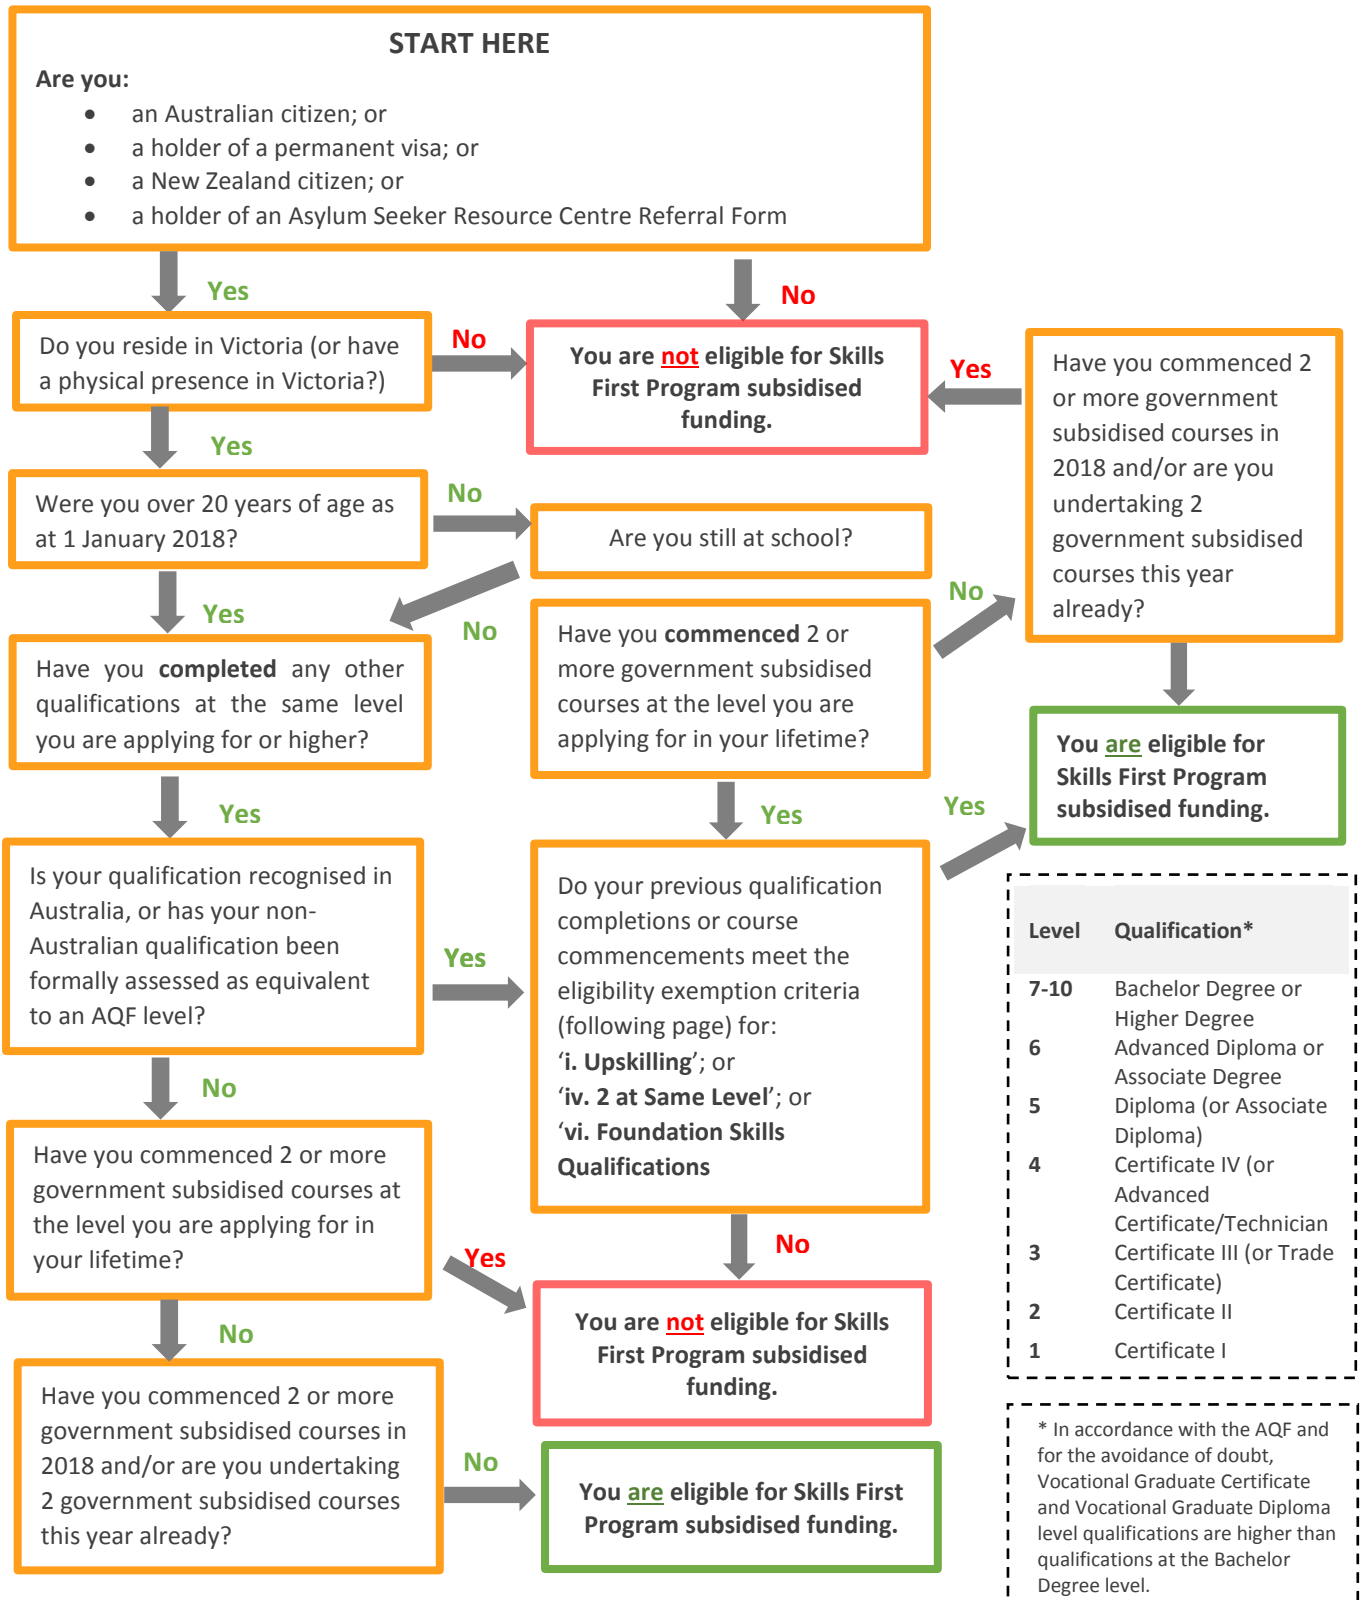 START HERE
Are you:
• an Australian citizen; or
• a holder of a permanent visa; or
• a New Zealand citizen; or
• a holder of an Asylum Seeker Resource Centre Referral Form
Yes
No
Do you reside in Victoria (or have
a physical presence in Victoria?)
No
You are not eligible for Skills
First Program subsidised
funding.
Yes
Have you commenced 2
or more government
subsidised courses in
2018 and/or are you
undertaking 2
government subsidised
courses this year
already?
Yes
Were you over 20 years of age as
at 1 January 2018?
No
Are you still at school?
Yes
No
No
Have you completed any other
qualifications at the same level
you are applying for or higher?
Have you commenced 2 or
more government subsidised
courses at the level you are
applying for in your lifetime?
You are eligible for
Skills First Program
subsidised funding.
Yes
Yes
Yes
Is your qualification recognised in
Australia, or has your non-
Australian qualification been
formally assessed as equivalent
to an AQF level?
Yes
Do your previous qualification
completions or course
commencements meet the
eligibility exemption criteria
(following page) for:
‘i. Upskilling’; or
‘iv. 2 at Same Level’; or
‘vi. Foundation Skills
Qualifications
Level Qualification*
7-10 Bachelor Degree or
Higher Degree
6 Advanced Diploma or
Associate Degree
5 Diploma (or Associate
Diploma)
4 Certificate IV (or
Advanced
Certificate/Technician
3 Certificate III (or Trade
Certificate)
2 Certificate II
1 Certificate I
No
Have you commenced 2 or more
government subsidised courses at
the level you are applying for in
your lifetime?
Yes
No
You are not eligible for Skills
First Program subsidised
funding.
No
Have you commenced 2 or more
government subsidised courses in
2018 and/or are you undertaking
2 government subsidised courses
this year already?
No
You are eligible for Skills First
Program subsidised funding.
* In accordance with the AQF and
for the avoidance of doubt,
Vocational Graduate Certificate
and Vocational Graduate Diploma
level qualifications are higher than
qualifications at the Bachelor
Degree level.